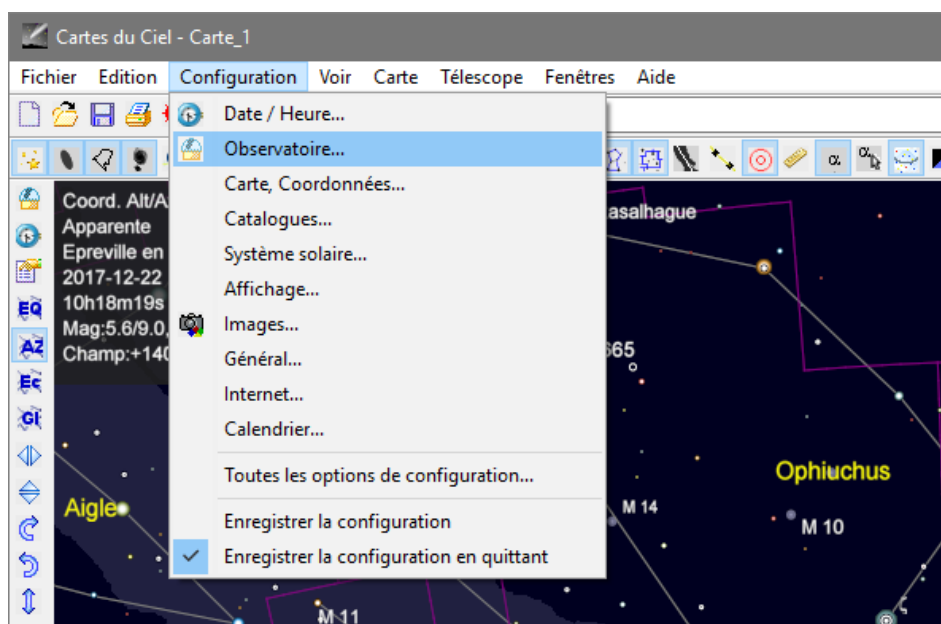 Cartes du Ciel - Carte_1
Fichier Edition Configuration Voir Carte Télescope Fenêtres Aide
Date / Heure...
Observatoire...
Carte, Coordonnées...
Catalogues...
Système solaire...
Affichage...
Images...
Général...
Internet...
Calendrier...
Toutes les options de configuration...
Enregistrer la configuration
Enregistrer la configuration en quittant
Coord. Alt/A
Apparente
Epreville en
2017-12-22
10h18m19s
Mag:5.6/9.0,
Champ:+140
EQ
AZ
Ec
Gl
α
α
asalhague
665
Ophiuchus
Aigle
M 14
M 10
M 11
ζ